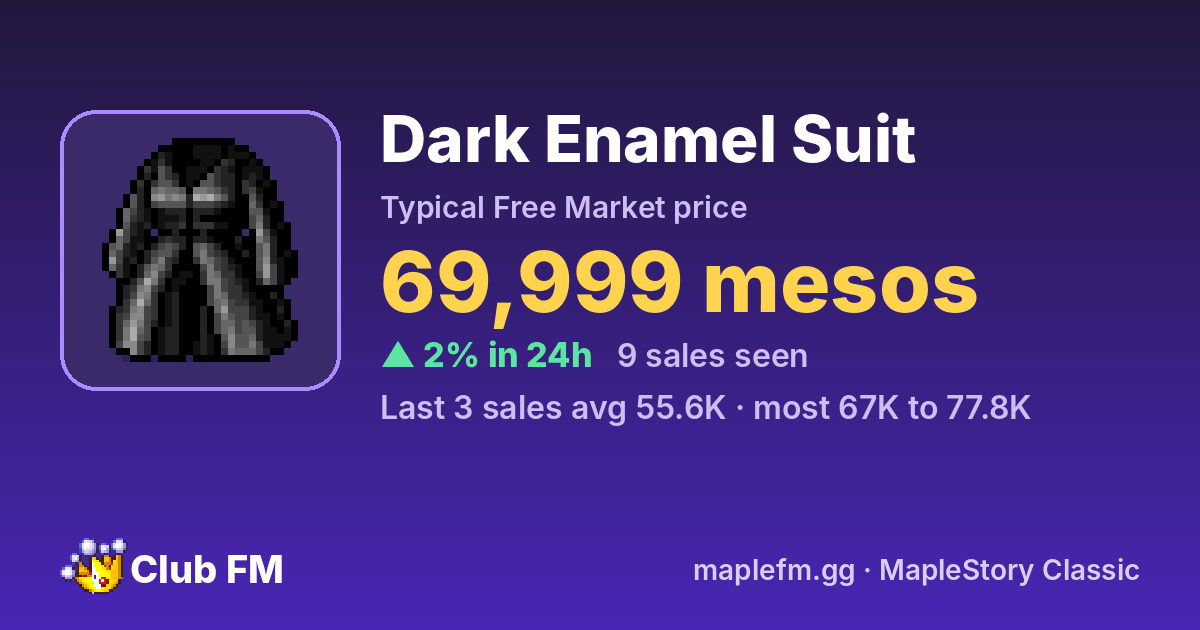 Dark Enamel Suit
Typical Free Market price
69,999 mesos
▲ 2% in 24h 9 sales seen
Last 3 sales avg 55.6K · most 67K to 77.8K
Club FM
maplefm.gg · MapleStory Classic